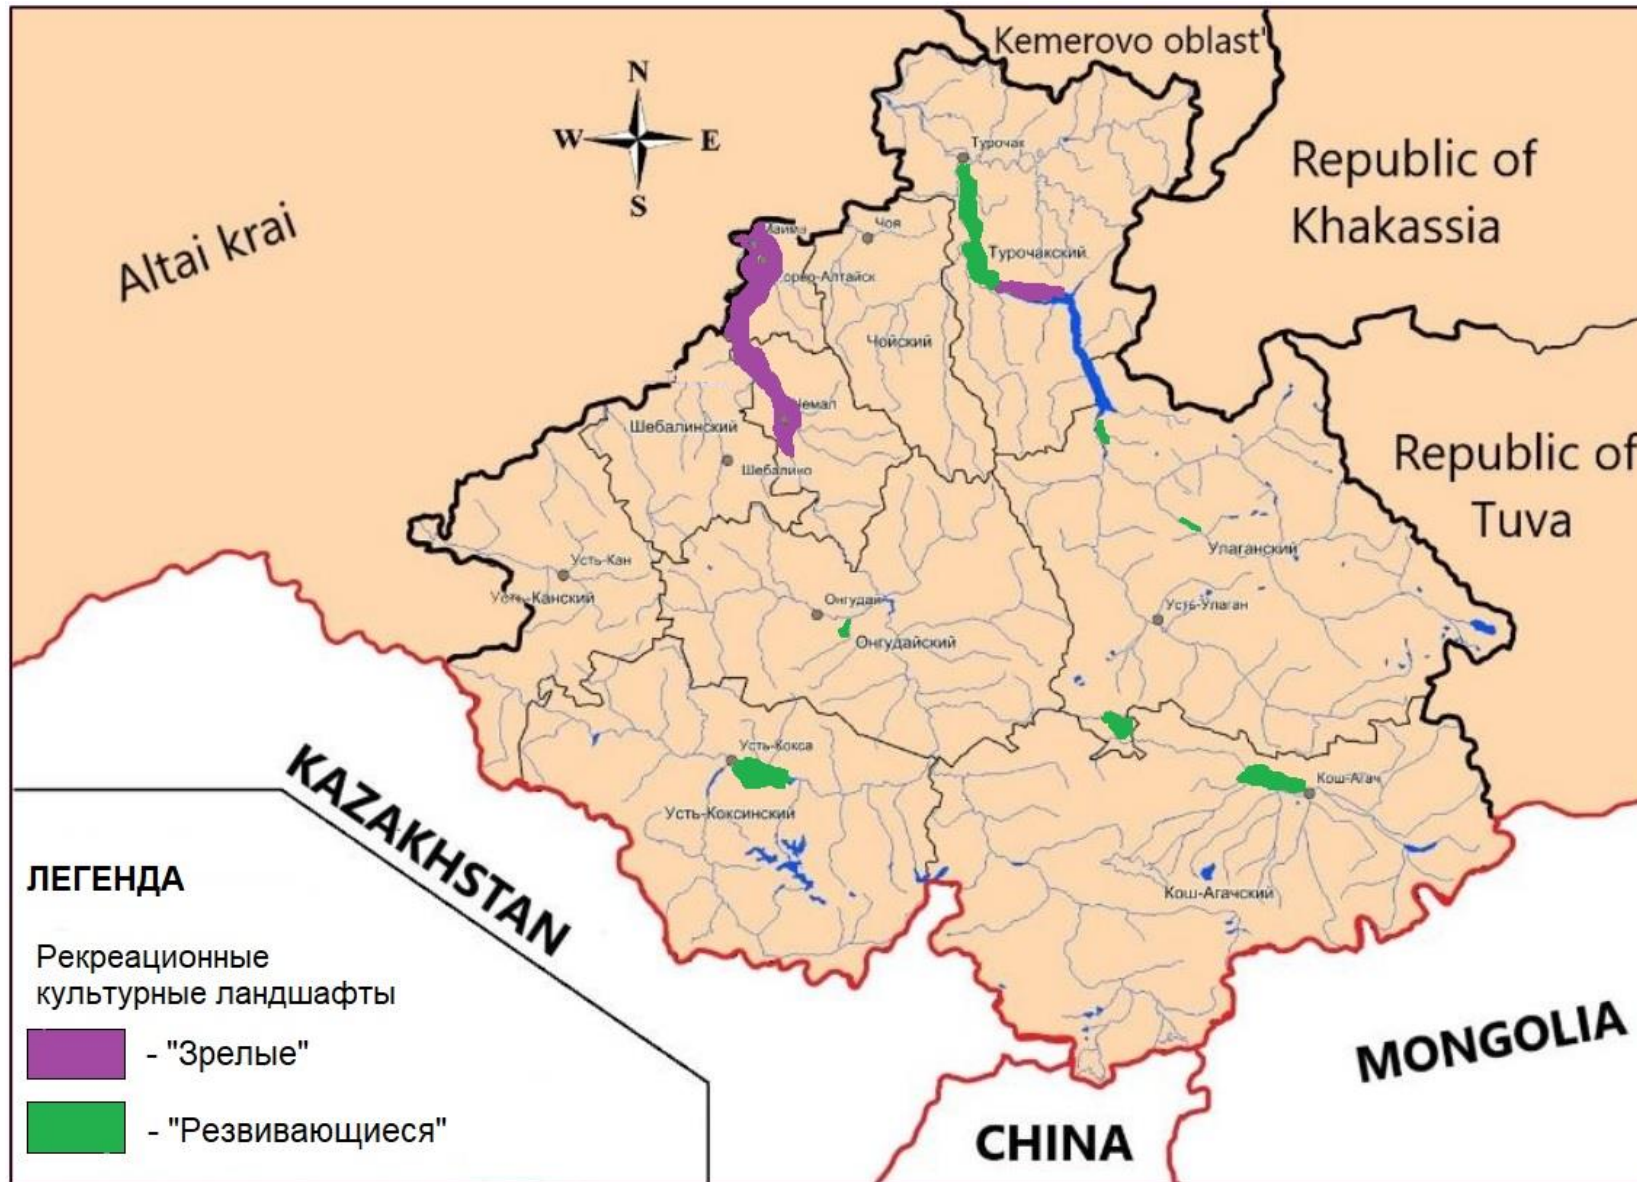 Kemerovo oblast'
N
W
E
S
Турочак
Republic of
Khakassia
Altai krai
Чоя
Майма
Турочакский
орно-Алтайск
Чойский
Чемал
Шебалинский
Шебалино
Republic of
Tuva
Улаганский
Усть-Кан
Усть-Канский
Онгудай
Усть-Улаган
Онгудайский
Усть-Кокса
Кош-Агач
Усть-Коксинский
KAZAKHSTAN
Кош-Агачский
ЛЕГЕНДА
Рекреационные
культурные ландшафты
- "Зрелые"
- "Резвивающиеся"
MONGOLIA
CHINA